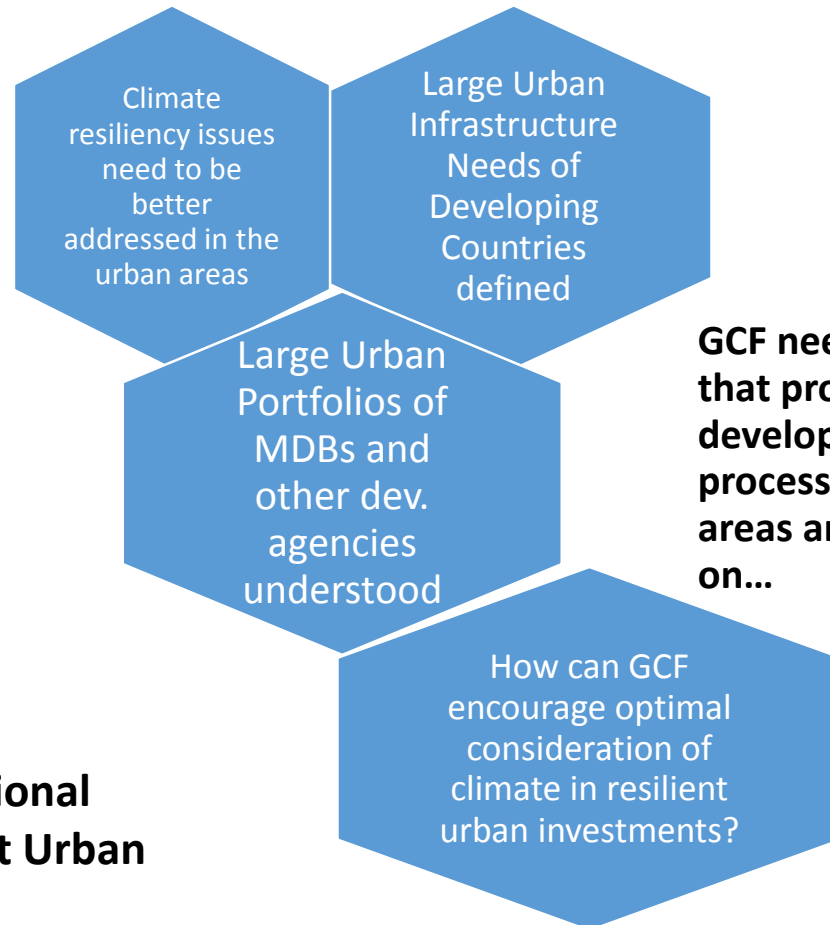 Climate
resiliency issues
need to be
better
addressed in the
urban areas
Large Urban
Infrastructure
Needs of
Developing
Countries
defined
Large Urban
Portfolios of
MDBs and
other dev.
agencies
understood
GCF nee
that pro
develop
process
areas a
on…
How can GCF
encourage optimal
consideration of
climate in resilient
urban investments?
ional
t Urban